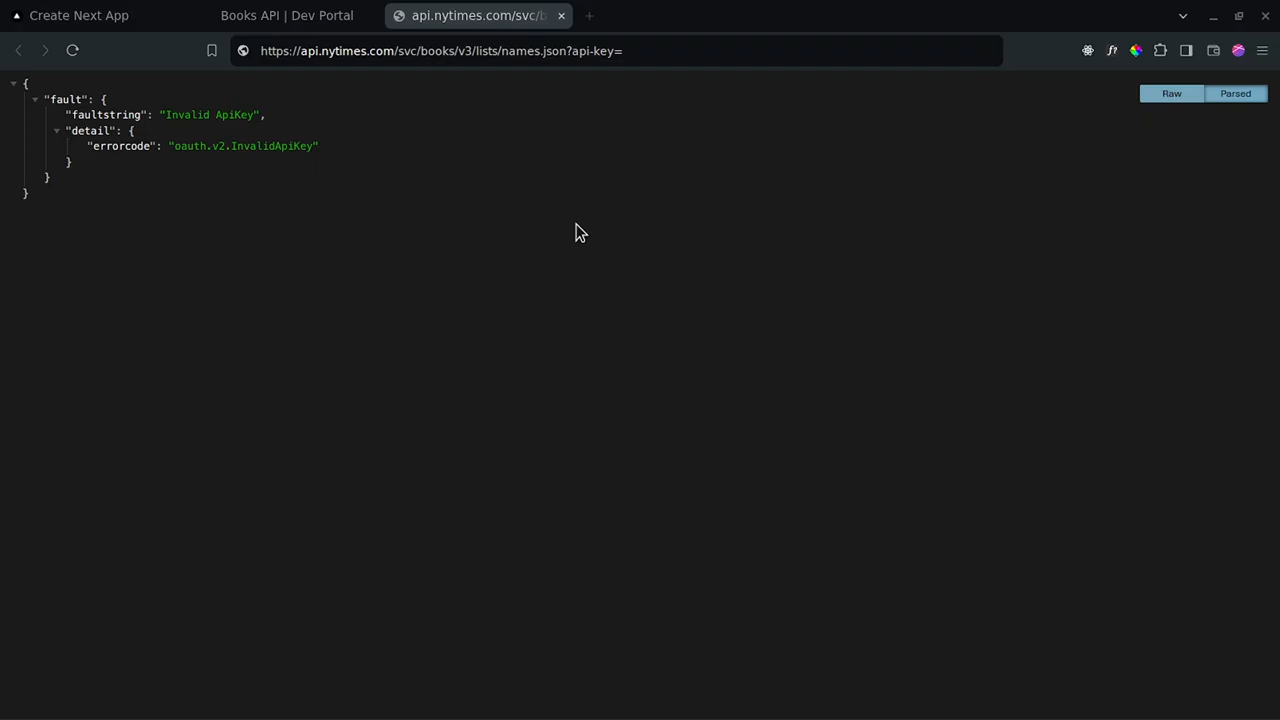 Create Next App
Books API | Dev Portal
api.nytimes.com/svc/b
https://api.nytimes.com/svc/books/v3/lists/names.json?api-key=
f?
Raw
Parsed
{
"fault": {
"faultstring": "Invalid ApiKey",
"detail": {
"errorcode": "oauth.v2.InvalidApiKey"
}
}
}